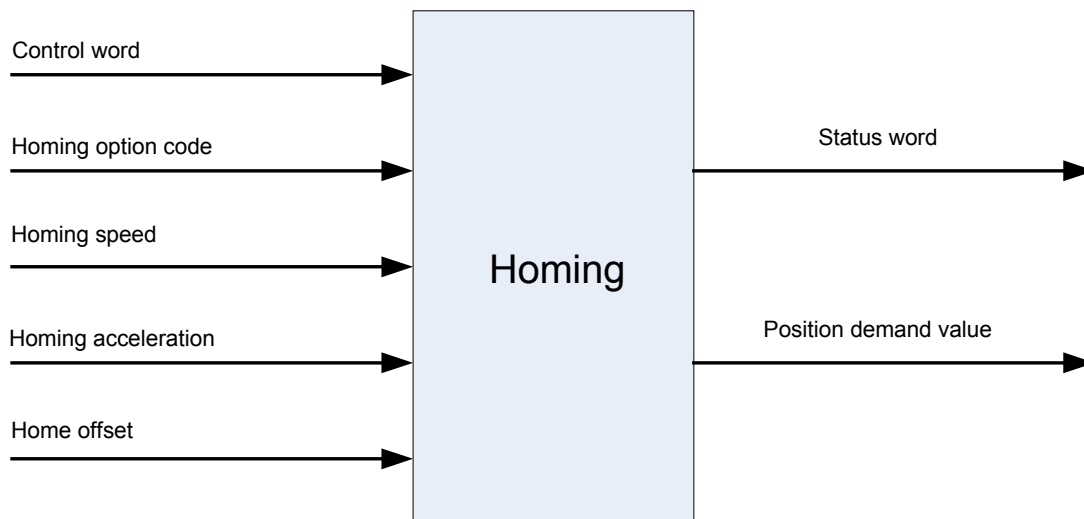 Control word
Homing option code
Homing speed
Homing acceleration
Home offset
Homing
Status word
Position demand value